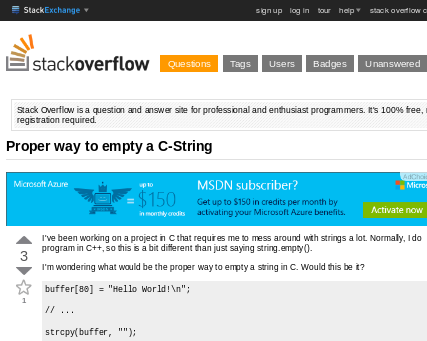 StackExchange sign up log in tour help stack overflow c
stackoverflow Questions Tags Users Badges Unanswered
Stack Overflow is a question and answer site for professional and enthusiast programmers. It's 100% free,
registration required.
Proper way to empty a C-String
AdChoic
Microsoft Azure up to $150 in monthly credits = MSDN subscriber? Micros
Get up to $150 in credits per month by
activating your Microsoft Azure benefits. Activate now
I've been working on a project in C that requires me to mess around with strings a lot. Normally, I do
program in C++, so this is a bit different than just saying string.empty().
3
I'm wondering what would be the proper way to empty a string in C. Would this be it?
1
buffer[80] = "Hello World!\n";
// ...
strcpy(buffer, "");